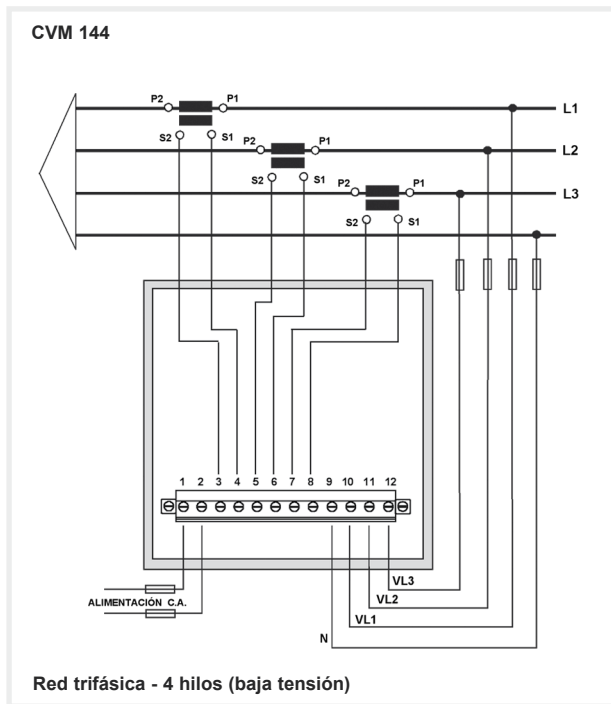 CVM 144
P2 P1 L1
S2 S1 P2 P1 L2
S2 S1 P2 P1 L3
S2 S1
1 2 3 4 5 6 7 8 9 10 11 12
VL3
ALIMENTACIÓN C.A. VL2
VL1
N
Red trifásica - 4 hilos (baja tensión)